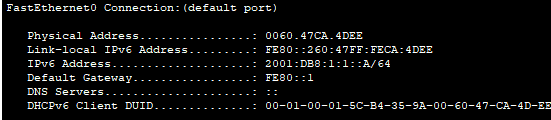 FastEthernet0 Connection:(default port)
Physical Address................: 0060.47CA.4DEE
Link-local IPv6 Address.........: FE80::260:47FF:FECA:4DEE
IPv6 Address....................: 2001:DB8:1:1::A/64
Default Gateway.................: FE80::1
DNS Servers.....................: ::
DHCPv6 Client DUID..............: 00-01-00-01-5C-B4-35-9A-00-60-47-CA-4D-EE